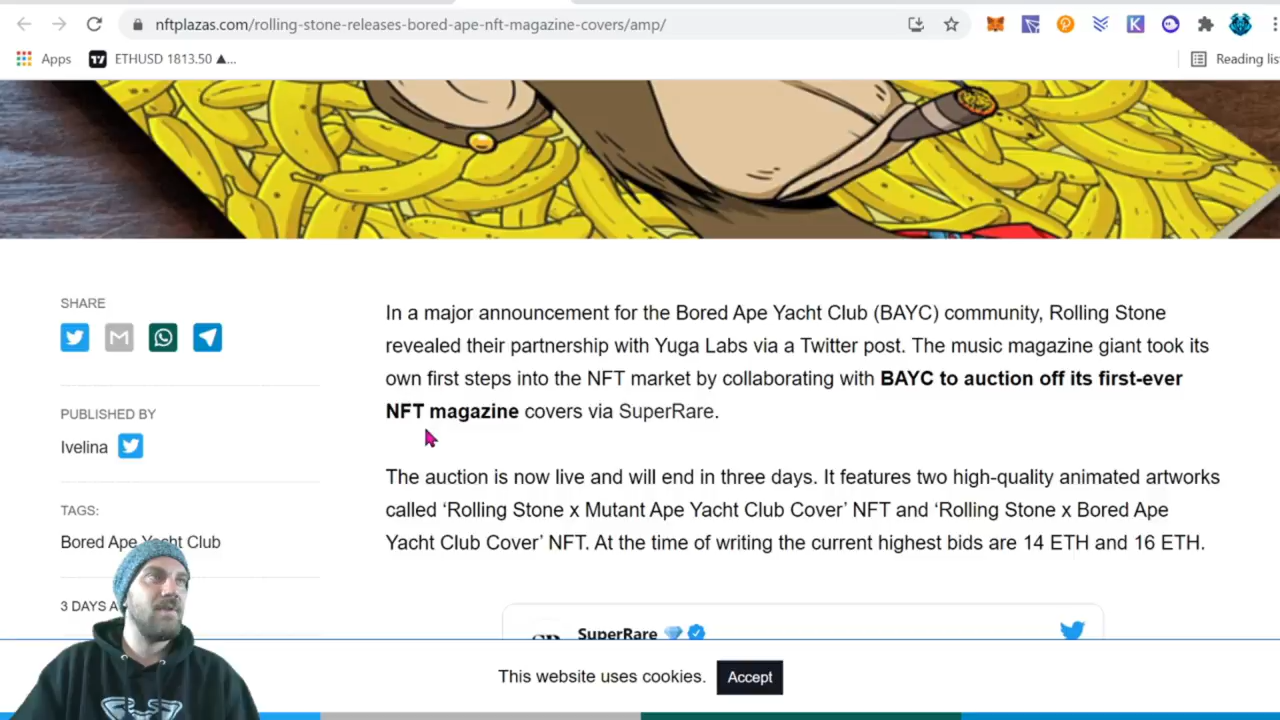 nftplazas.com/rolling-stone-releases-bored-ape-nft-magazine-covers/amp/
Apps
ETHUSD 1813.50 ▲...
Reading lis
SHARE
PUBLISHED BY
Ivelina
TAGS:
Bored Ape Yacht Club
3 DAYS A
In a major announcement for the Bored Ape Yacht Club (BAYC) community, Rolling Stone
revealed their partnership with Yuga Labs via a Twitter post. The music magazine giant took its
own first steps into the NFT market by collaborating with BAYC to auction off its first-ever
NFT magazine covers via SuperRare.
The auction is now live and will end in three days. It features two high-quality animated artworks
called ‘Rolling Stone x Mutant Ape Yacht Club Cover’ NFT and ‘Rolling Stone x Bored Ape
Yacht Club Cover’ NFT. At the time of writing the current highest bids are 14 ETH and 16 ETH.
SuperRare
This website uses cookies.
Accept